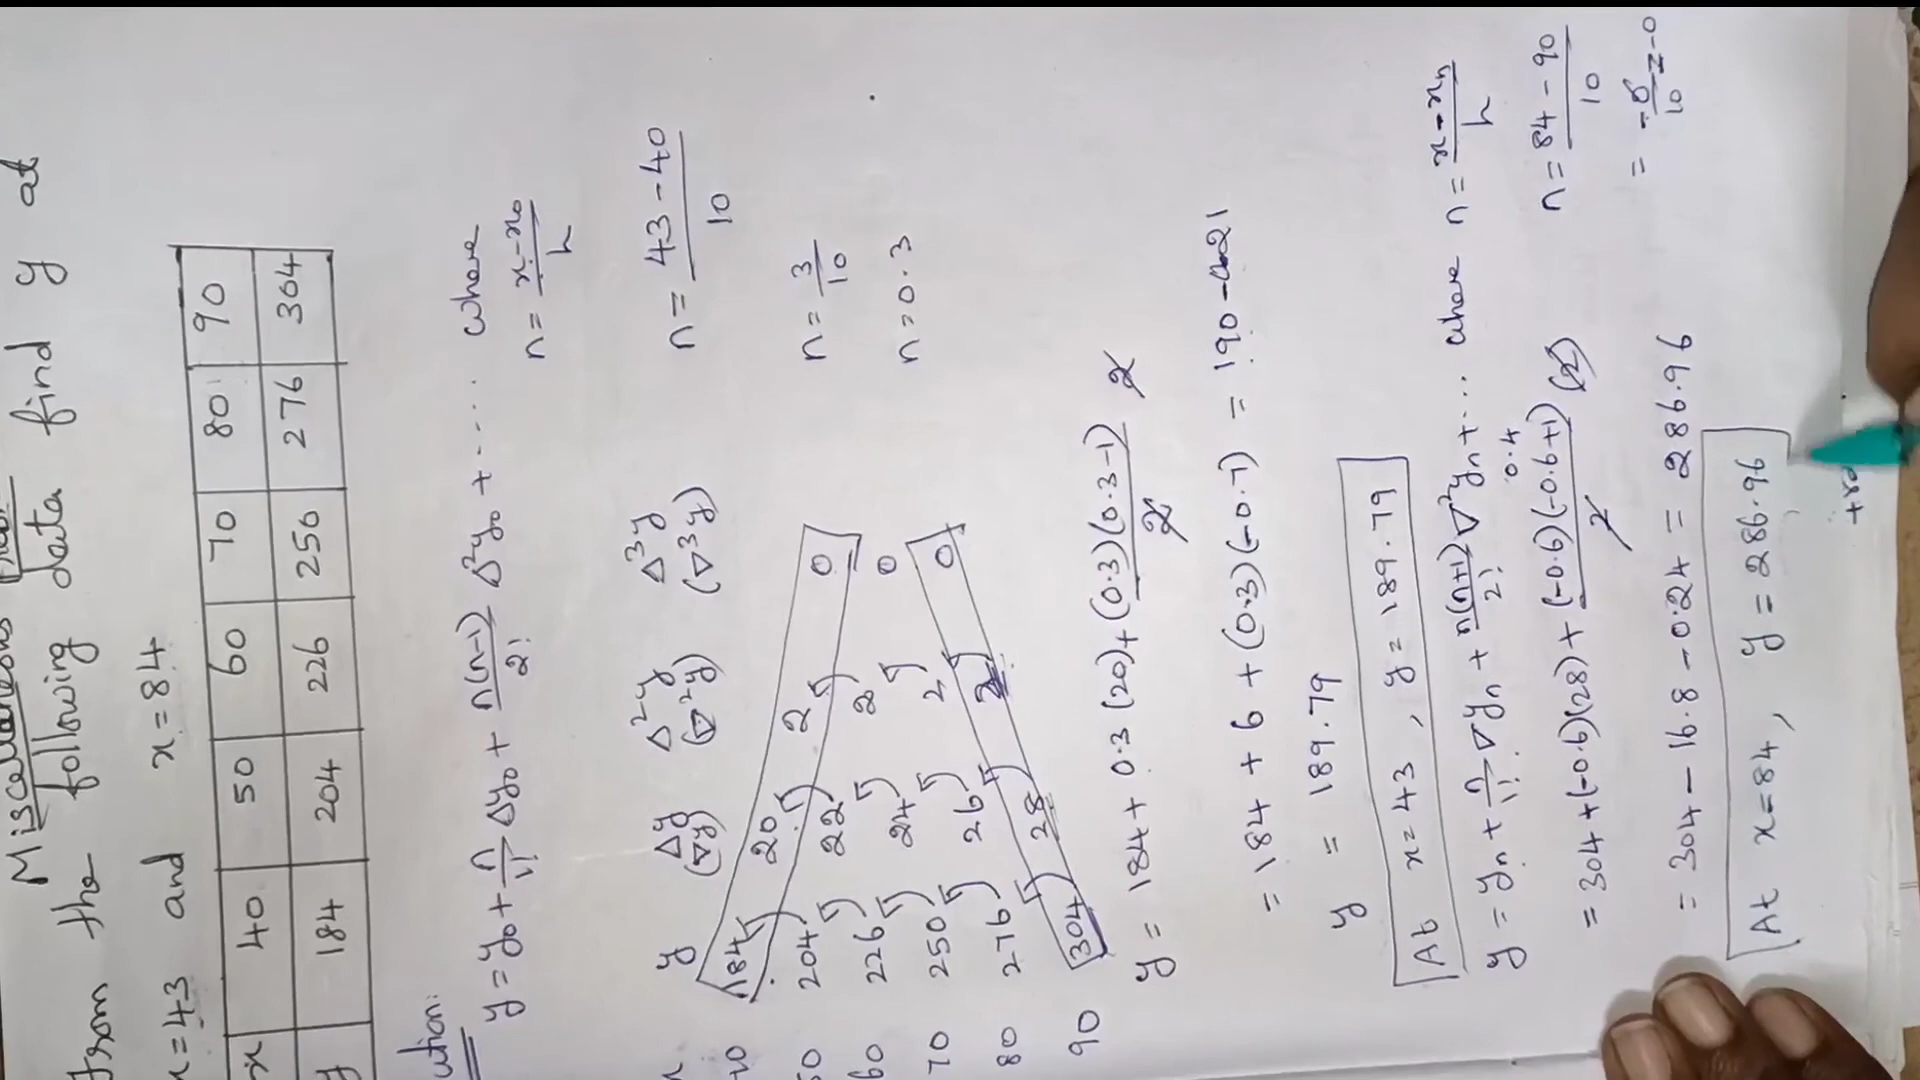 Miscellaneous
From the following data find y at
x=43 and x=84
x 40 50 60 70 80 90
y 184 204 226 250 276 304
ution:
y = y₀ + n/1! Δy₀ + n(n-1)/2! Δ²y₀ + ..... where
n = x-x₀/h
y Δy Δ²y Δ³y
(∇y) (∇²y) (∇³y)
n = 43-40/10
40 184 20 2 0
50 204 22 2 0
n = 3/10
60 226 24 2 0
n = 0.3
70 250 26 2
80 276 28
90 304
y = 184 + 0.3 (20) + (0.3)(0.3-1)/2 2
= 184 + 6 + (0.3)(-0.7) = 190 - 0.21
y = 189.79
At x=43, y = 189.79
y = yₙ + n/1! ∇yₙ + n(n+1)/2! ∇²yₙ + ... where n = x-xₙ/h
0.4
= 304 + (-0.6)(28) + (-0.6)(-0.6+1)/2 (2)
n = 84-90/10
= 304 - 16.8 - 0.24 = 286.96
= -6/10 = -0
At x=84, y = 286.96